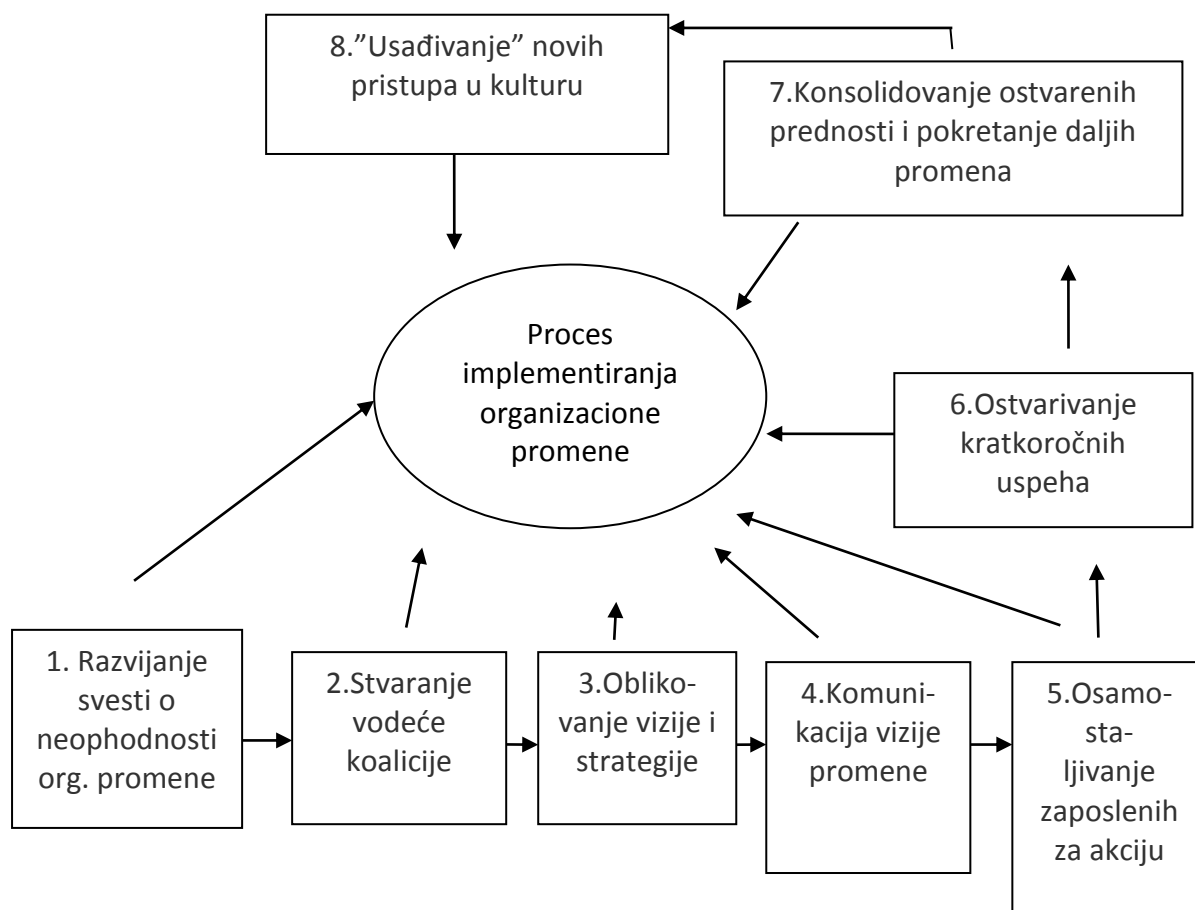 8.”Usađivanje” novih
pristupa u kulturu
7.Konsolidovanje ostvarenih
prednosti i pokretanje daljih
promena
Proces
implementiranja
organizacione
promene
6.Ostvarivanje
kratkoročnih
uspeha
1. Razvijanje
svesti o
neophodnosti
org. promene
2.Stvaranje
vodeće
koalicije
3.Obliko-
vanje vizije i
strategije
4.Komuni-
kacija vizije
promene
5.Osamo-
sta-
ljivanje
zaposlenih
za akciju